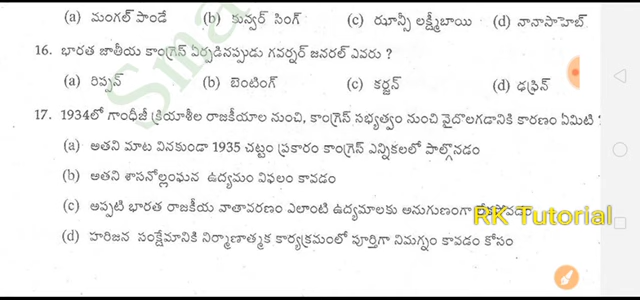 (a) మంగల్ పాండే (b) కున్వర్ సింగ్ (c) ఝాన్సీ లక్ష్మీబాయి (d) నానాసాహెబ్
16. భారత జాతీయ కాంగ్రెస్ ఏర్పడినప్పుడు గవర్నర్ జనరల్ ఎవరు ?
(a) రిప్పన్ (b) బెంటింగ్ (c) కర్జన్ (d) ఢఫ్రిన్
17. 1934లో గాంధీజీ క్రియాశీల రాజకీయాల నుంచి, కాంగ్రెస్ సభ్యత్వం నుంచి వైదొలగడానికి కారణం ఏమిటి ?
(a) అతని మాట వినకుండా 1935 చట్టం ప్రకారం కాంగ్రెస్ ఎన్నికలలో పాల్గొనడం
(b) అతని శాసనోల్లంఘన ఉద్యమం విఫలం కావడం
(c) అప్పటి భారత రాజకీయ వాతావరణం ఎలాంటి ఉద్యమాలకు అనుగుణంగా
RK Tutorial
(d) హరిజన సంక్షేమానికి నిర్మాణాత్మక కార్యక్రమంలో పూర్తిగా నిమగ్నం కావడం కోసం